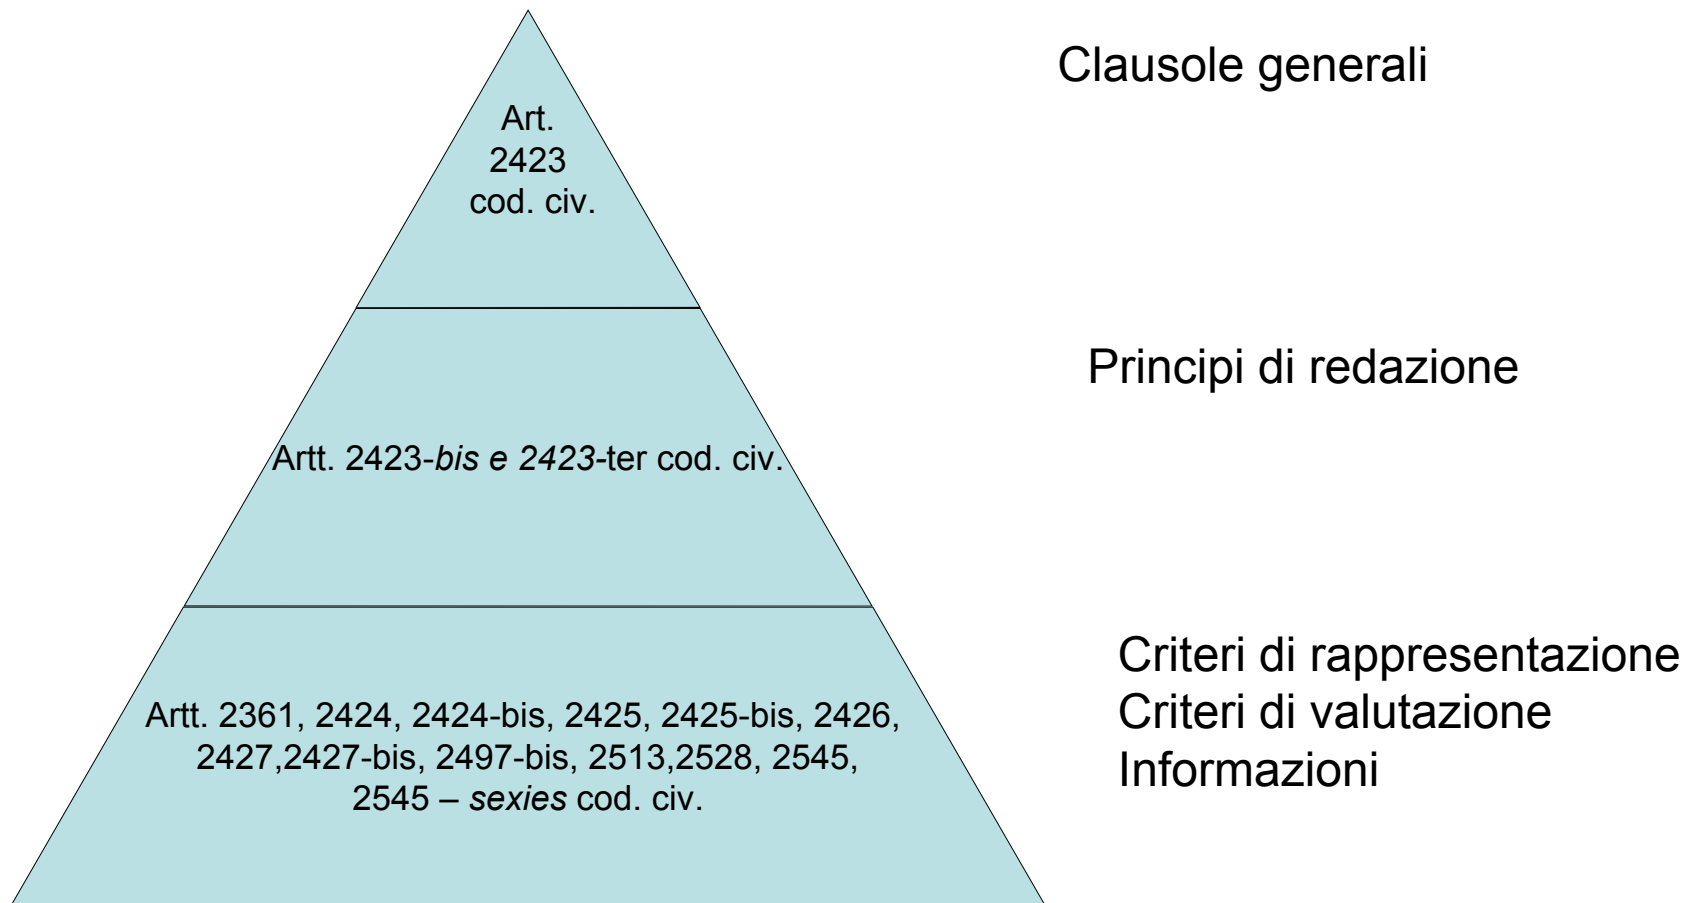 Art.
2423
cod. civ.
Clausole generali
Artt. 2423-bis e 2423-ter cod. civ.
Principi di redazione
Artt. 2361, 2424, 2424-bis, 2425, 2425-bis, 2426,
2427,2427-bis, 2497-bis, 2513,2528, 2545,
2545 – sexies cod. civ.
Criteri di rappresentazione
Criteri di valutazione
Informazioni